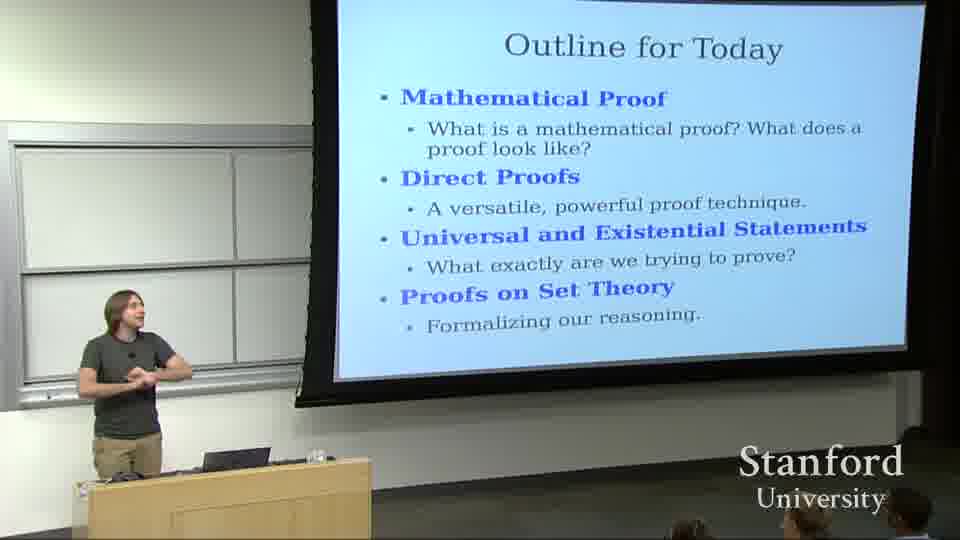 Outline for Today
• Mathematical Proof
• What is a mathematical proof? What does a
proof look like?
• Direct Proofs
• A versatile, powerful proof technique.
• Universal and Existential Statements
• What exactly are we trying to prove?
• Proofs on Set Theory
• Formalizing our reasoning.
Stanford
University